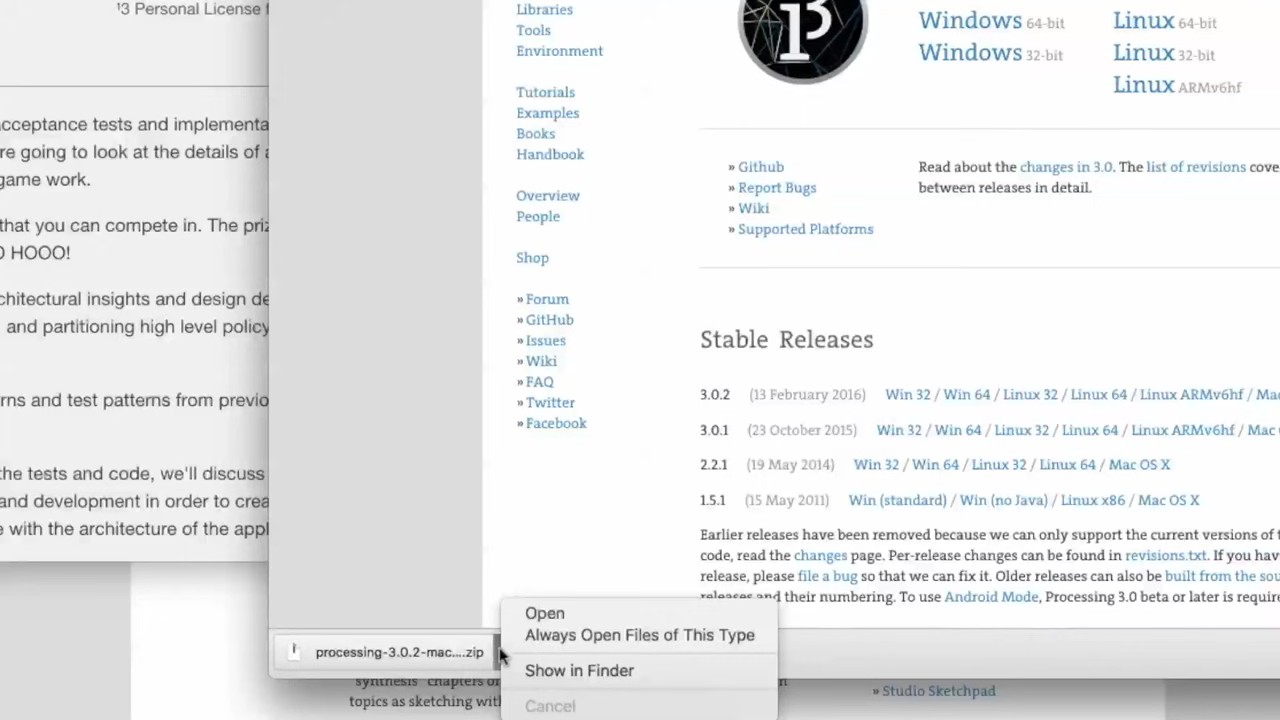 '3 Personal License f
acceptance tests and implementa
re going to look at the details of a
game work.
that you can compete in. The priz
O HOOO!
chitectural insights and design de
and partitioning high level policy
rns and test patterns from previo
the tests and code, we'll discuss
and development in order to crea
e with the architecture of the appl
Libraries
Tools
Environment
Tutorials
Examples
Books
Handbook
Overview
People
Shop
» Forum
» GitHub
» Issues
» Wiki
» FAQ
» Twitter
» Facebook
Windows 64-bit
Windows 32-bit
Linux 64-bit
Linux 32-bit
Linux ARMv6hf
» Github
» Report Bugs
» Wiki
» Supported Platforms
Read about the changes in 3.0. The list of revisions cove
between releases in detail.
Stable Releases
3.0.2 (13 February 2016) Win 32 / Win 64 / Linux 32 / Linux 64 / Linux ARMv6hf / Mac
3.0.1 (23 October 2015) Win 32 / Win 64 / Linux 32 / Linux 64 / Linux ARMv6hf / Mac
2.2.1 (19 May 2014) Win 32 / Win 64 / Linux 32 / Linux 64 / Mac OS X
1.5.1 (15 May 2011) Win (standard) / Win (no Java) / Linux x86 / Mac OS X
Earlier releases have been removed because we can only support the current versions of t
code, read the changes page. Per-release changes can be found in revisions.txt. If you hav
release, please file a bug so that we can fix it. Older releases can also be built from the sou
releases and their numbering. To use Android Mode, Processing 3.0 beta or later is require
Open
Always Open Files of This Type
Show in Finder
Cancel
processing-3.0.2-mac....zip
synthesis" chapters of
topics as sketching with
» Studio Sketchpad